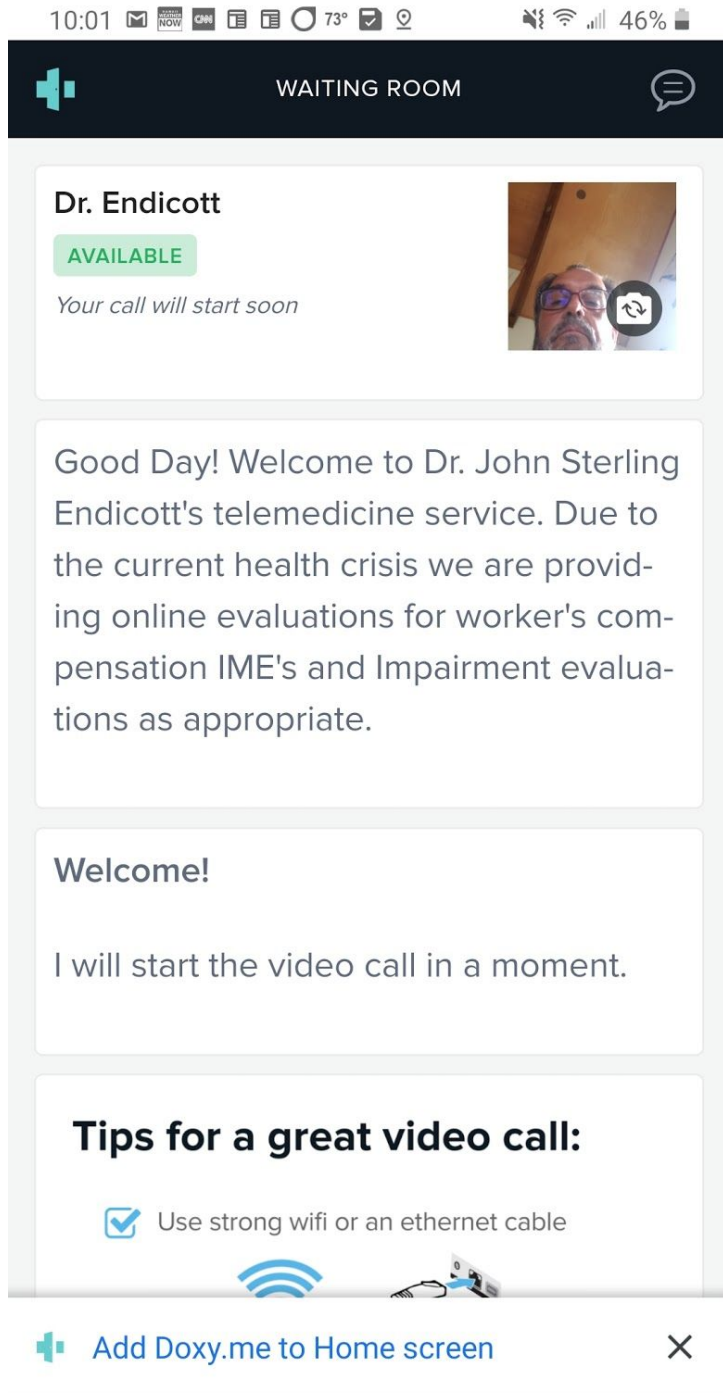 10:01 WEATHER NOW CNN 73° 46%
WAITING ROOM
Dr. Endicott
AVAILABLE
Your call will start soon
Good Day! Welcome to Dr. John Sterling
Endicott's telemedicine service. Due to
the current health crisis we are provid-
ing online evaluations for worker's com-
pensation IME's and Impairment evalua-
tions as appropriate.
Welcome!
I will start the video call in a moment.
Tips for a great video call:
Use strong wifi or an ethernet cable
Add Doxy.me to Home screen